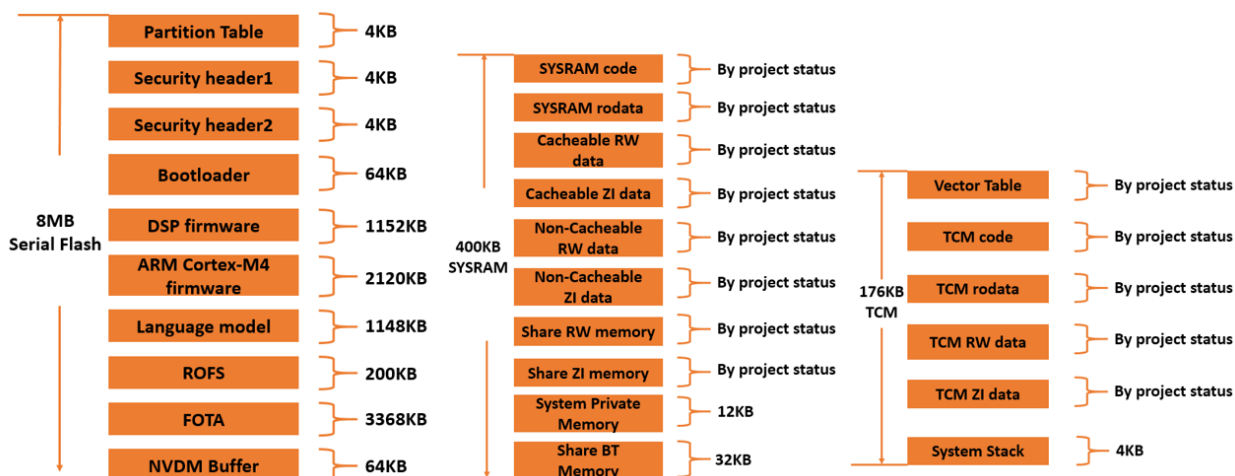 8MB
Serial Flash
Partition Table
4KB
Security header1
4KB
Security header2
4KB
Bootloader
64KB
DSP firmware
1152KB
ARM Cortex-M4
firmware
2120KB
Language model
1148KB
ROFS
200KB
FOTA
3368KB
NVDM Buffer
64KB
400KB
SYSRAM
SYSRAM code
By project status
SYSRAM rodata
By project status
Cacheable RW
data
By project status
Cacheable ZI data
By project status
Non-Cacheable
RW data
By project status
Non-Cacheable
ZI data
By project status
Share RW memory
By project status
Share ZI memory
By project status
System Private
Memory
12KB
Share BT
Memory
32KB
176KB
TCM
Vector Table
By project status
TCM code
By project status
TCM rodata
By project status
TCM RW data
By project status
TCM ZI data
By project status
System Stack
4KB